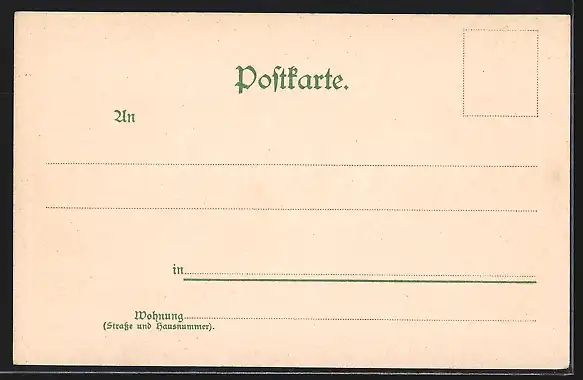 Poſtkarte.
An
in
Wohnung
(Straße und Hausnummer).